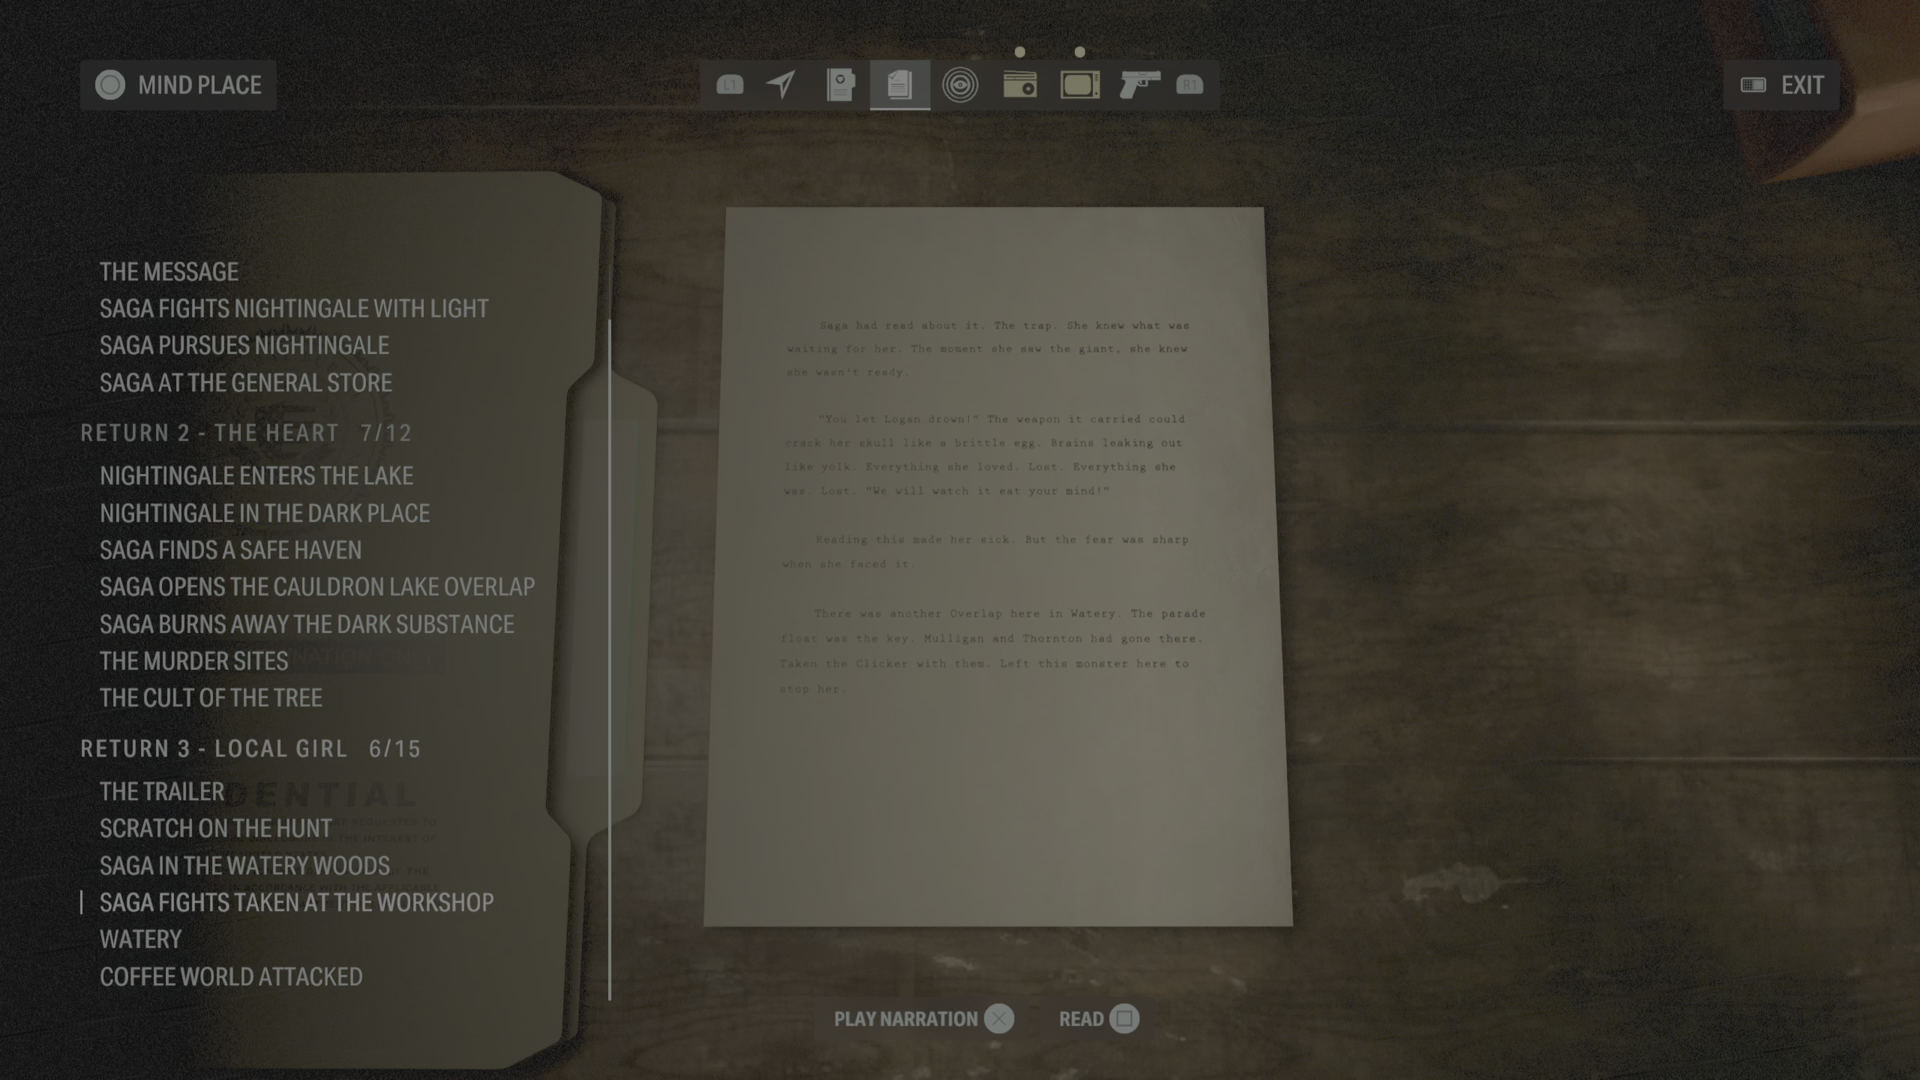 MIND PLACE
L1
R1
EXIT
THE MESSAGE
SAGA FIGHTS NIGHTINGALE WITH LIGHT
SAGA PURSUES NIGHTINGALE
SAGA AT THE GENERAL STORE
RETURN 2 - THE HEART 7/12
NIGHTINGALE ENTERS THE LAKE
NIGHTINGALE IN THE DARK PLACE
SAGA FINDS A SAFE HAVEN
SAGA OPENS THE CAULDRON LAKE OVERLAP
SAGA BURNS AWAY THE DARK SUBSTANCE
THE MURDER SITES
THE CULT OF THE TREE
RETURN 3 - LOCAL GIRL 6/15
THE TRAILER
SCRATCH ON THE HUNT
SAGA IN THE WATERY WOODS
SAGA FIGHTS TAKEN AT THE WORKSHOP
WATERY
COFFEE WORLD ATTACKED
Saga had read about it. The trap. She knew what was
waiting for her. The moment she saw the giant, she knew
she wasn't ready.
"You let Logan drown!" The weapon it carried could
crack her skull like a brittle egg. Brains leaking out
like yolk. Everything she loved. Lost. Everything she
was. Lost. "We will watch it eat your mind!"
Reading this made her sick. But the fear was sharp
when she faced it.
There was another Overlap here in Watery. The parade
float was the key. Mulligan and Thornton had gone there.
Taken the Clicker with them. Left this monster here to
stop her.
PLAY NARRATION
READ